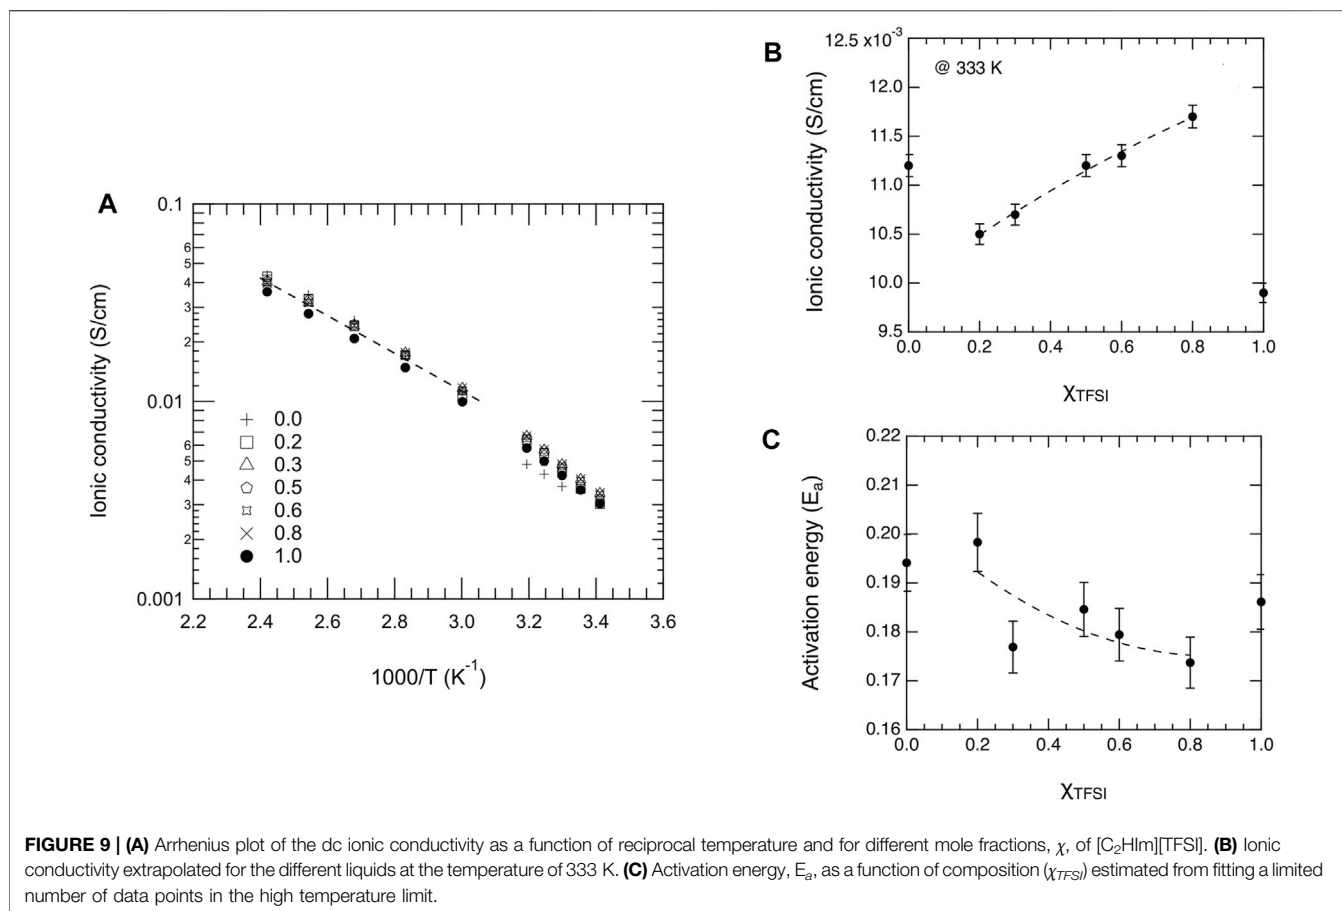 A
Ionic conductivity (S/cm)
0.1
6
5
4
3
2
0.01
6
5
4
3
2
0.001
0.0
0.2
0.3
0.5
0.6
0.8
1.0
2.2 2.4 2.6 2.8 3.0 3.2 3.4 3.6
1000/T (K⁻¹)
B
Ionic conductivity (S/cm)
12.5 x10⁻³
@ 333 K
12.0
11.5
11.0
10.5
10.0
9.5
0.0 0.2 0.4 0.6 0.8 1.0
χTFSI
C
Activation energy (Eₐ)
0.22
0.21
0.20
0.19
0.18
0.17
0.16
0.0 0.2 0.4 0.6 0.8 1.0
χTFSI
FIGURE 9 | (A) Arrhenius plot of the dc ionic conductivity as a function of reciprocal temperature and for different mole fractions, χ, of [C₂HIm][TFSI]. (B) Ionic
conductivity extrapolated for the different liquids at the temperature of 333 K. (C) Activation energy, Eₐ, as a function of composition (χTFSI) estimated from fitting a limited
number of data points in the high temperature limit.